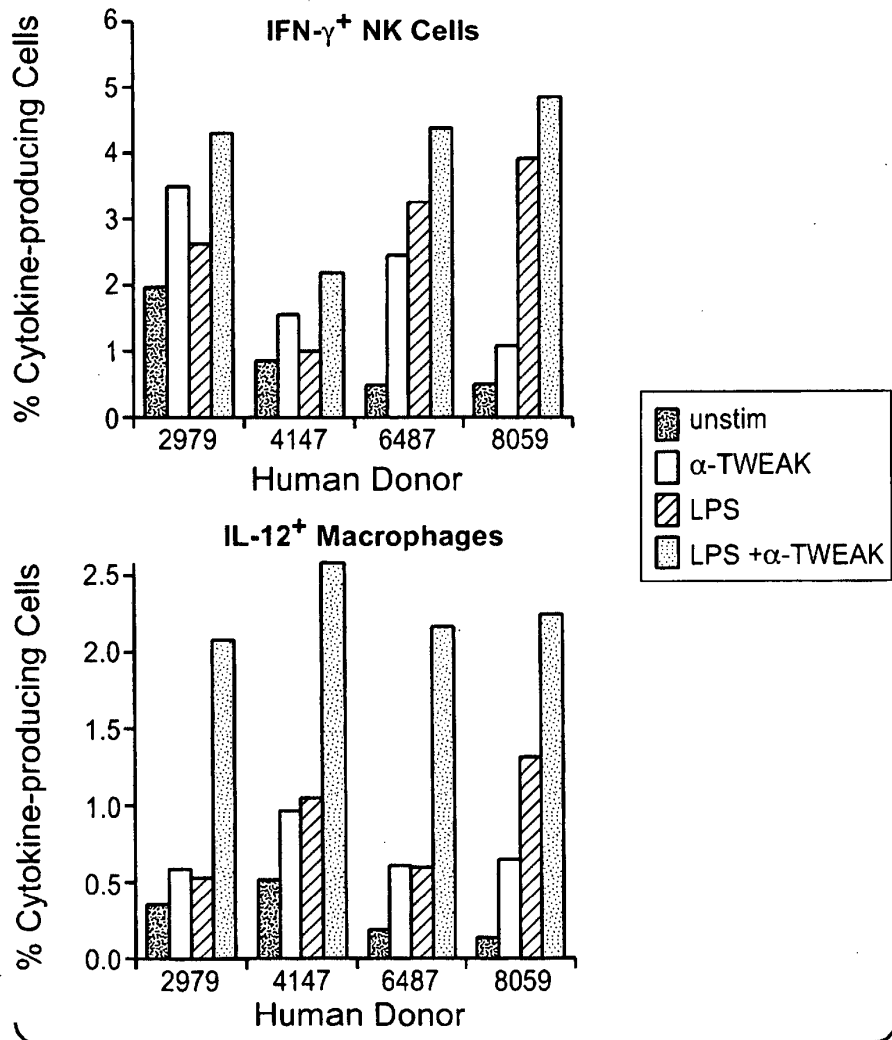 IFN-γ⁺ NK Cells
% Cytokine-producing Cells
6
5
4
3
2
1
0
2979 4147 6487 8059
Human Donor
unstim
α-TWEAK
LPS
LPS +α-TWEAK
IL-12⁺ Macrophages
% Cytokine-producing Cells
2.5
2.0
1.5
1.0
0.5
0.0
2979 4147 6487 8059
Human Donor